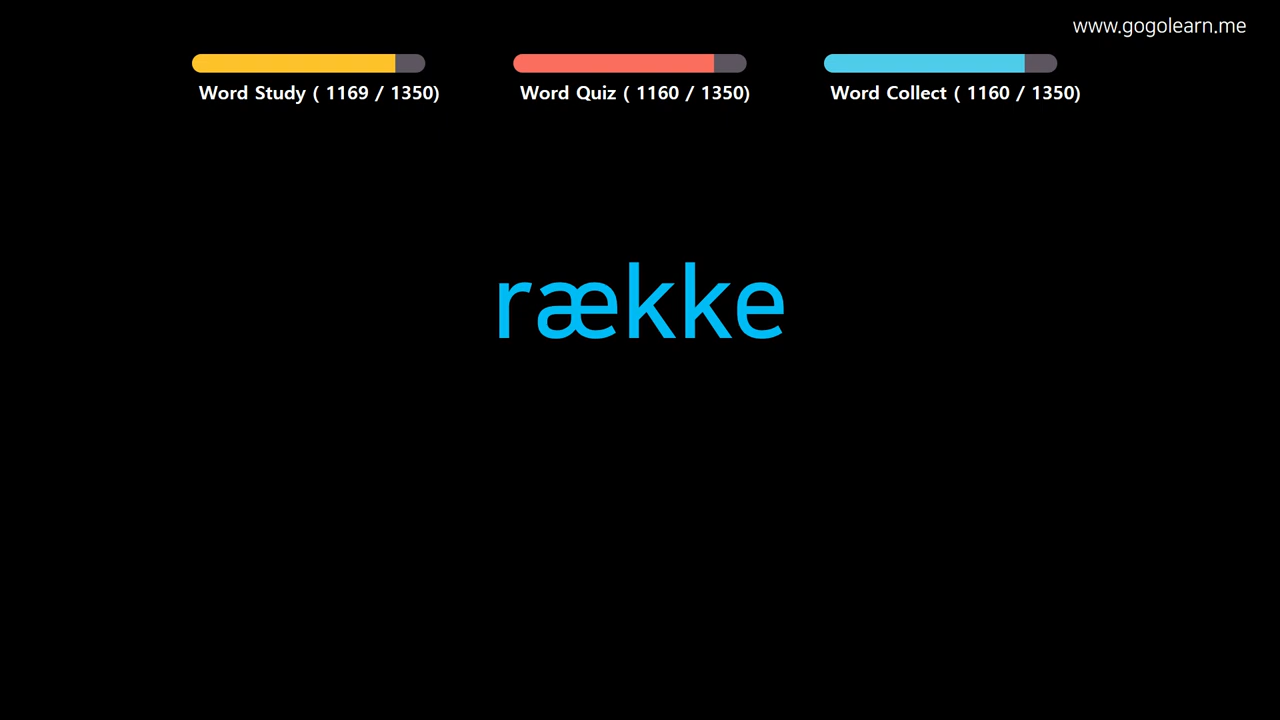 www.gogolearn.me
Word Study ( 1169 / 1350)
Word Quiz ( 1160 / 1350)
Word Collect ( 1160 / 1350)
række